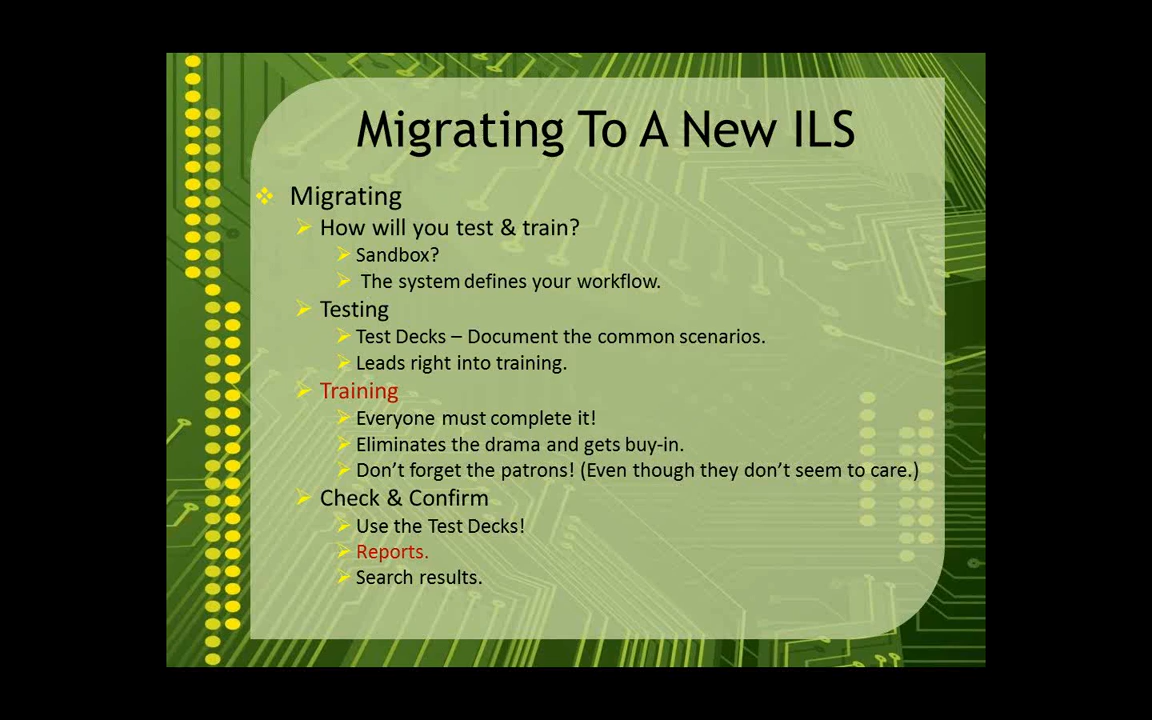 Migrating To A New ILS
Migrating
How will you test & train?
Sandbox?
The system defines your workflow.
Testing
Test Decks – Document the common scenarios.
Leads right into training.
Training
Everyone must complete it!
Eliminates the drama and gets buy-in.
Don’t forget the patrons! (Even though they don’t seem to care.)
Check & Confirm
Use the Test Decks!
Reports.
Search results.